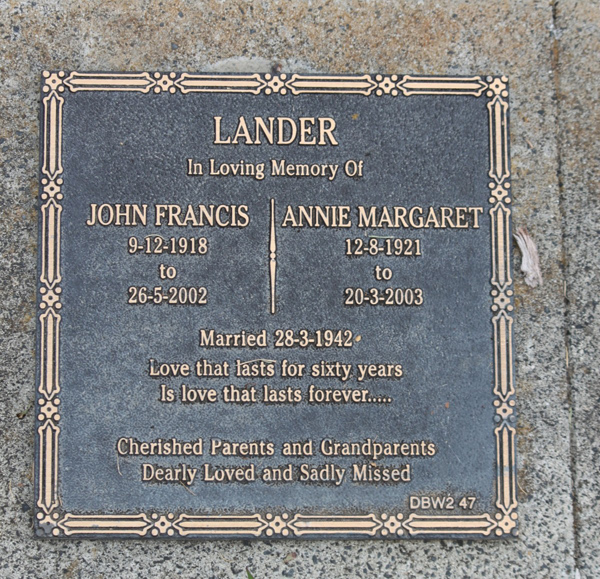 LANDER
In Loving Memory Of
JOHN FRANCIS
9-12-1918
to
26-5-2002
ANNIE MARGARET
12-8-1921
to
20-3-2003
Married 28-3-1942
Love that lasts for sixty years
Is love that lasts forever.....
Cherished Parents and Grandparents
Dearly Loved and Sadly Missed
DBW2 47